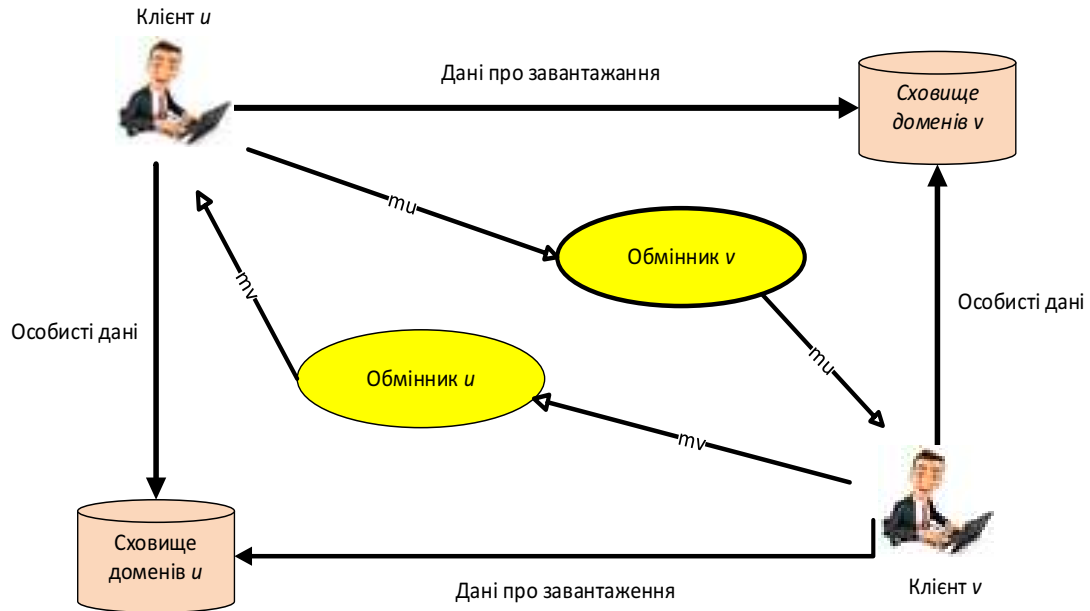 Клієнт u
Дані про завантажання
Сховище
доменів v
mu
Обмінник v
mv
Особисті дані
Особисті дані
Обмінник u
mu
mv
Сховище
доменів u
Дані про завантаження
Клієнт v